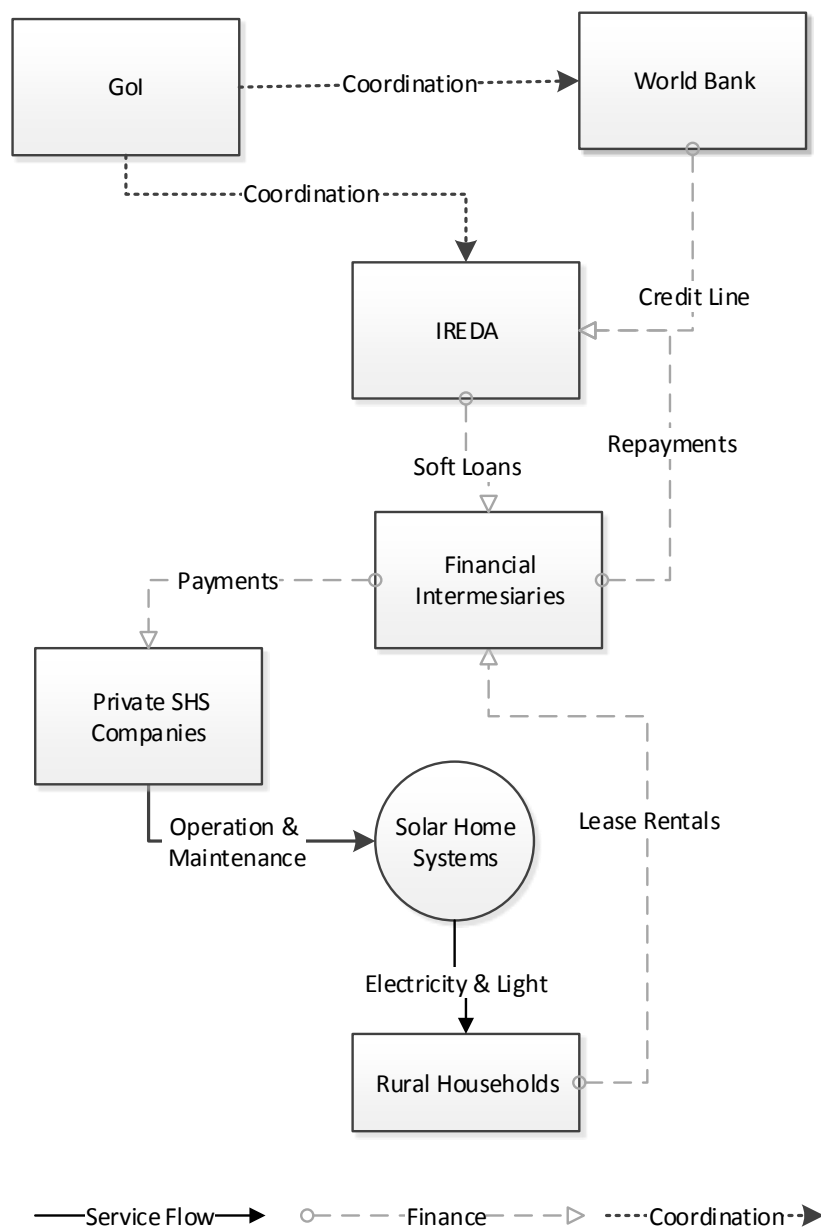 GoI
Coordination
World Bank
Coordination
IREDA
Credit Line
Repayments
Soft Loans
Financial
Intermesiaries
Payments
Private SHS
Companies
Operation &
Maintenance
Solar Home
Systems
Lease Rentals
Electricity & Light
Rural Households
Service Flow
Finance
Coordination